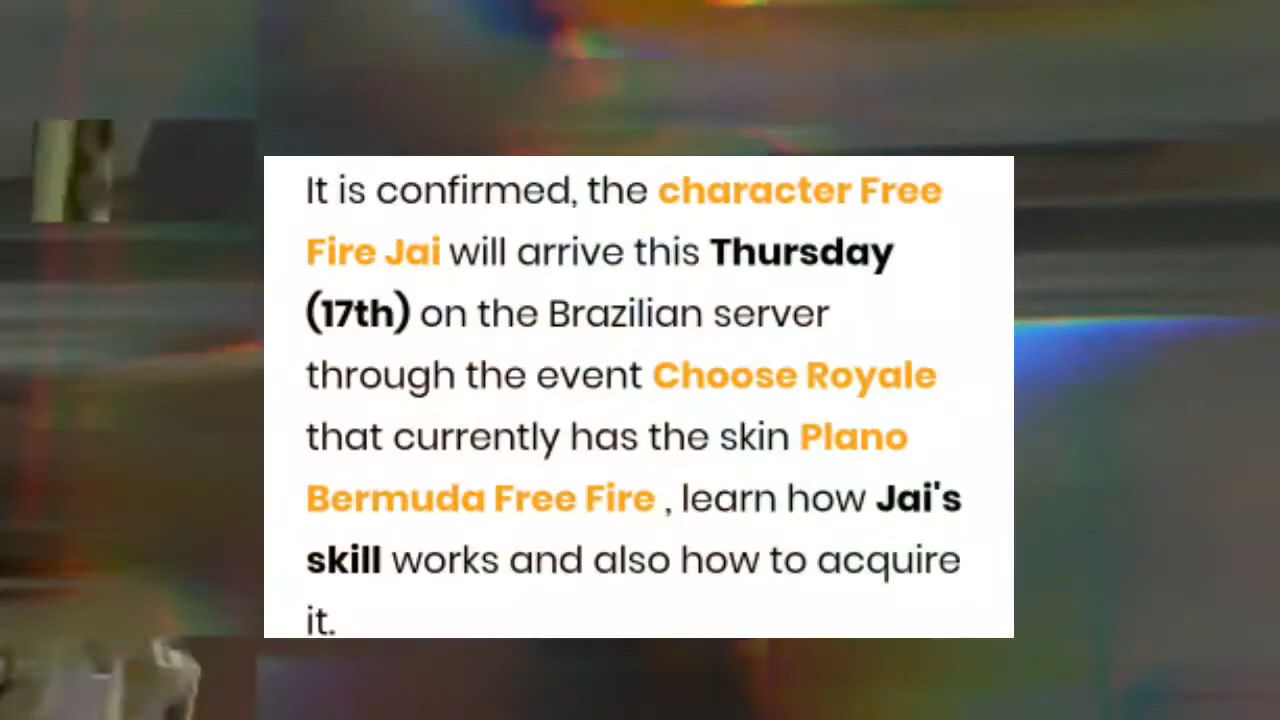 It is confirmed, the character Free
Fire Jai will arrive this Thursday
(17th) on the Brazilian server
through the event Choose Royale
that currently has the skin Plano
Bermuda Free Fire , learn how Jai's
skill works and also how to acquire
it.